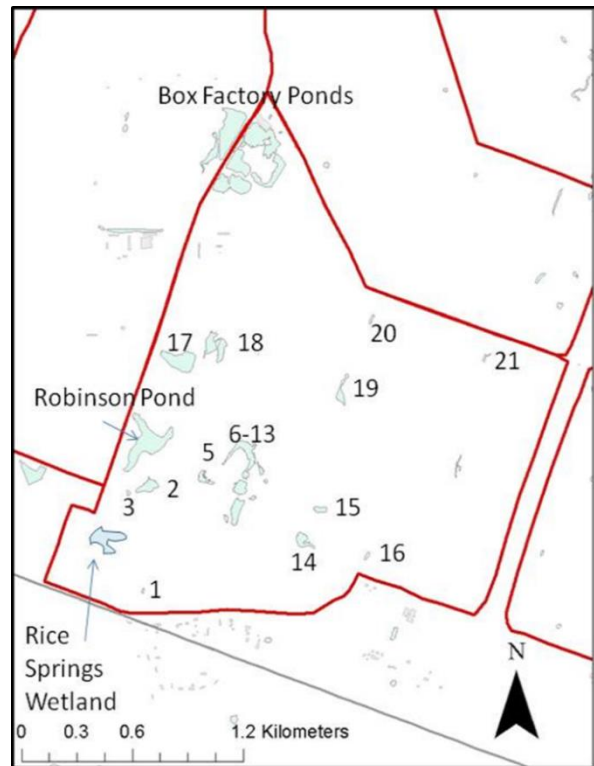 Box Factory Ponds
20
17
18
21
Robinson Pond
19
6-13
5
2
3
15
14
16
1
Rice
Springs
Wetland
N
0 0.3 0.6 1.2 Kilometers